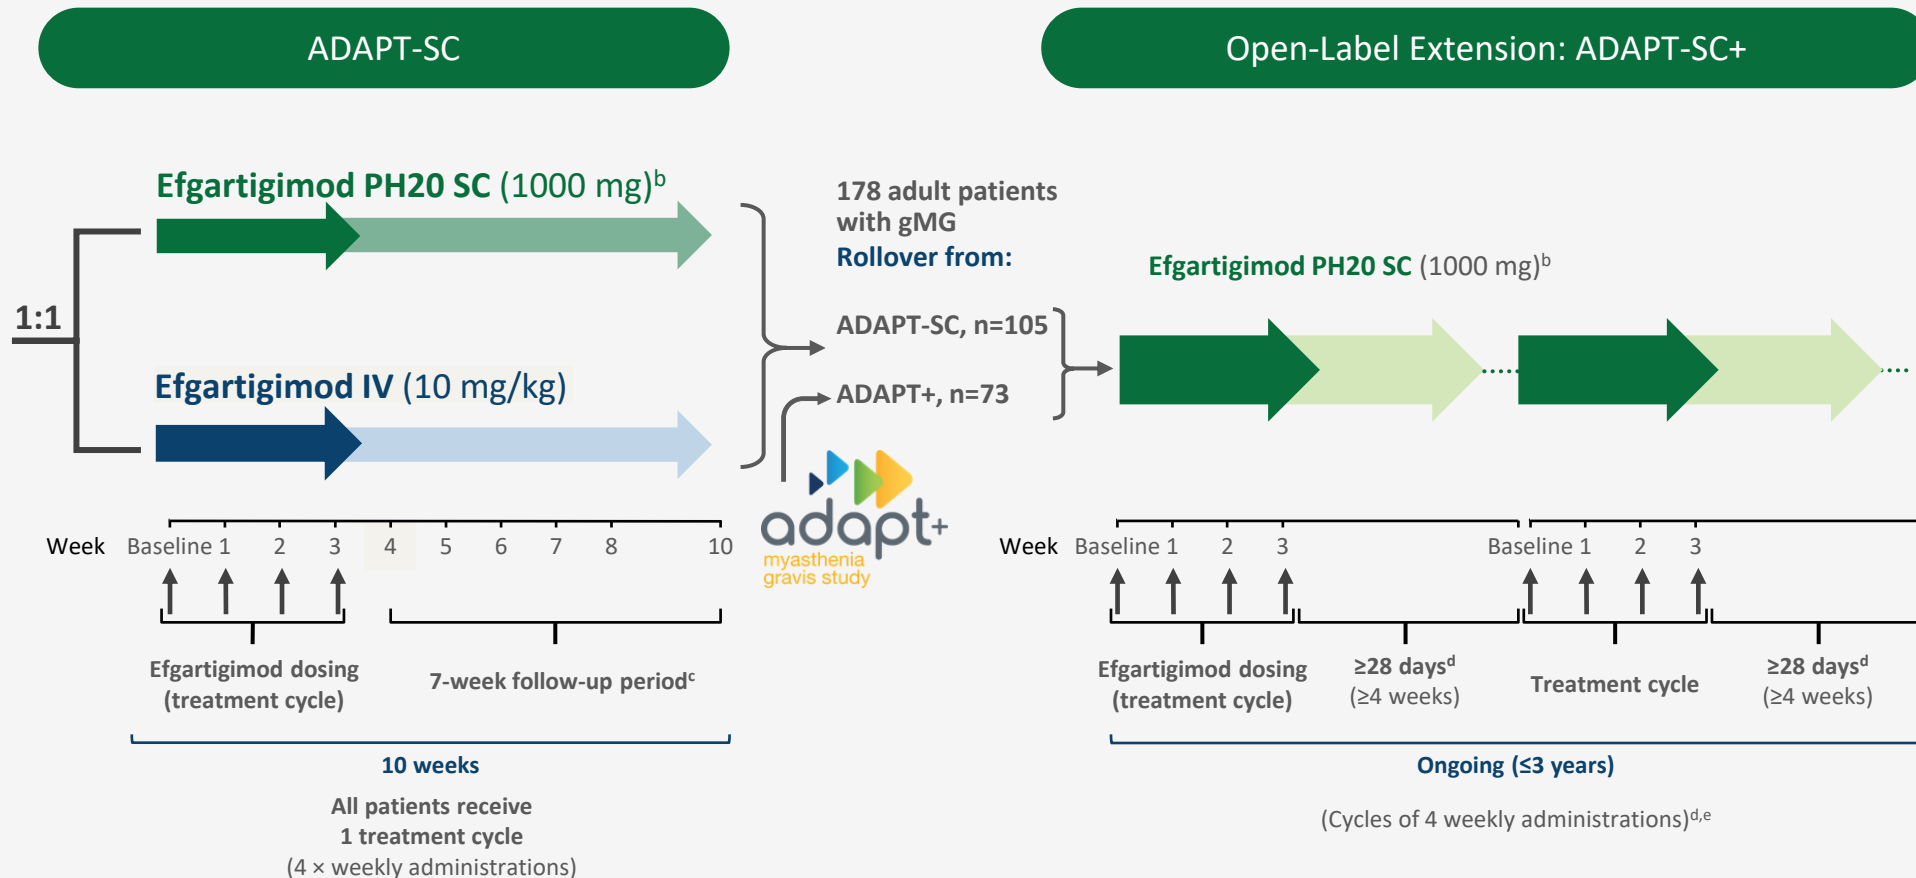 ADAPT-SC
Open-Label Extension: ADAPT-SC+
1:1
Efgartigimod PH20 SC (1000 mg)ᵇ
Efgartigimod IV (10 mg/kg)
Week Baseline 1 2 3 4 5 6 7 8 10
Efgartigimod dosing
(treatment cycle)
7-week follow-up periodᶜ
10 weeks
All patients receive
1 treatment cycle
(4 × weekly administrations)
178 adult patients
with gMG
Rollover from:
ADAPT-SC, n=105
ADAPT+, n=73
adapt+
myasthenia
gravis study
Efgartigimod PH20 SC (1000 mg)ᵇ
Week Baseline 1 2 3 Baseline 1 2 3
Efgartigimod dosing
(treatment cycle)
≥28 daysᵈ
(≥4 weeks)
Treatment cycle
≥28 daysᵈ
(≥4 weeks)
Ongoing (≤3 years)
(Cycles of 4 weekly administrations)ᵈ,ᵉ